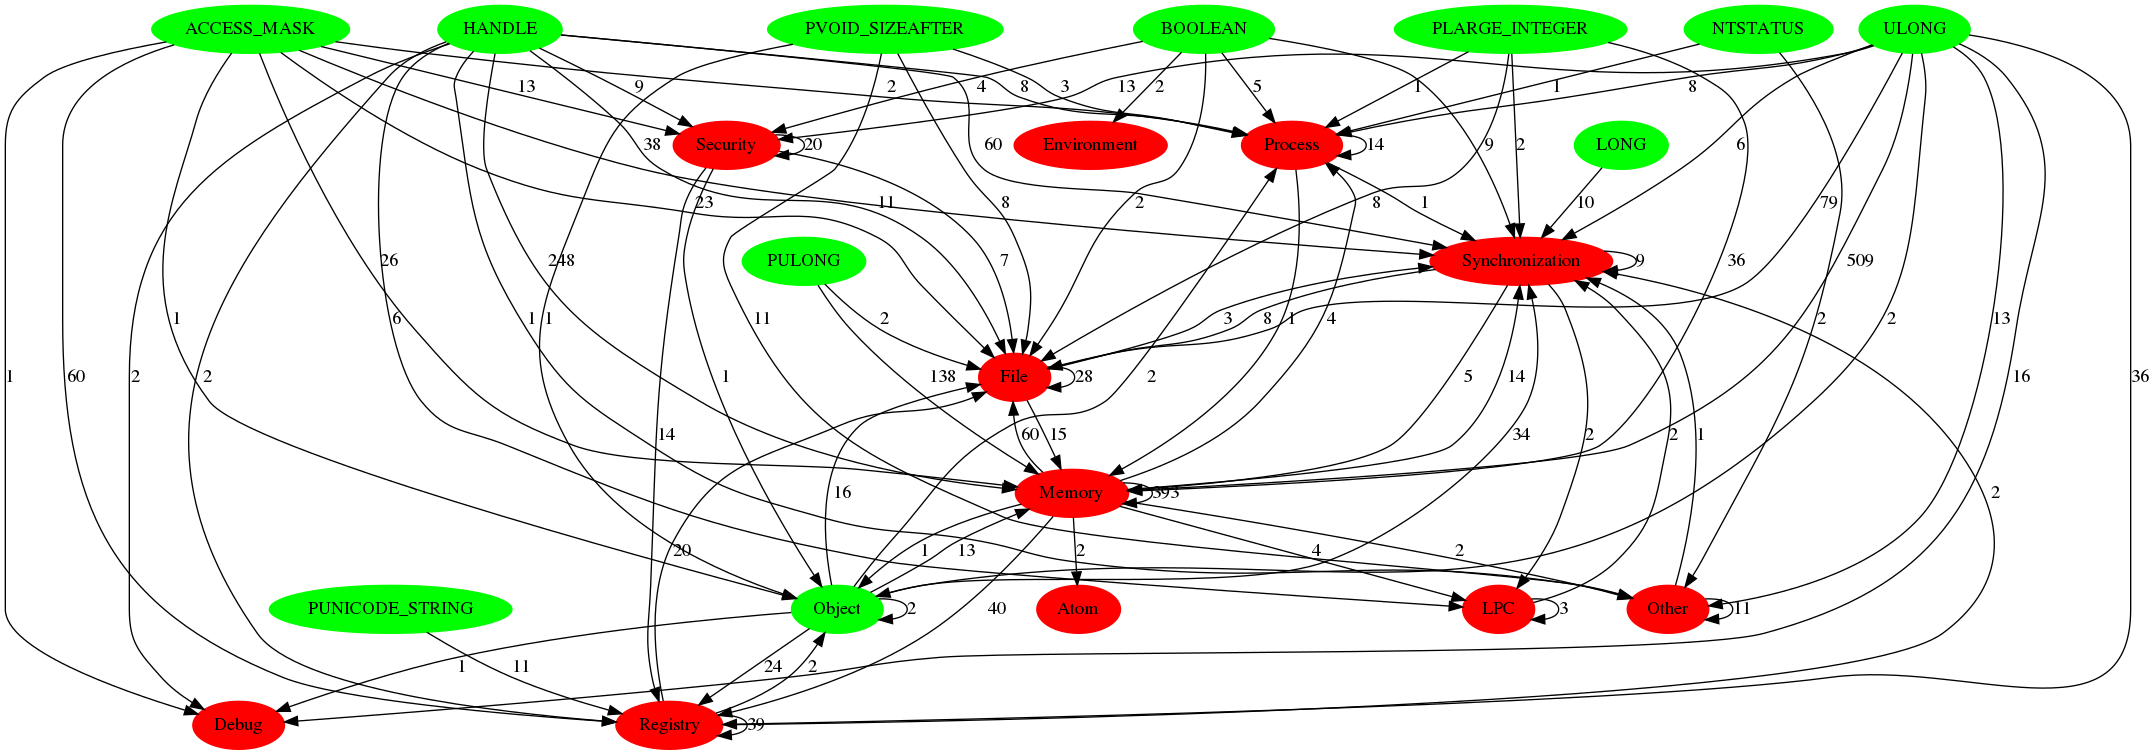 ACCESS_MASK HANDLE PVOID_SIZEAFTER BOOLEAN PLARGE_INTEGER NTSTATUS ULONG
13 9 2 8 3 4 2 13 5 1 1 8
Security 20 Environment Process 14 LONG
38 60 9 2 6
1 23 11 8 2 8 1 10 79
PULONG Synchronization 9
26 248 7 36 509
1 6 1 1 11 2 3 8 1 4 2 2 13
1 60 2 2 1 138 File 28 2 5 14 16 36
14 60 15 34 2 2 1
Memory 393 2
16
20 1 13 2 4 2
PUNICODE_STRING Object 2 40 Atom LPC 3 Other 11
1 11 24 2
Debug Registry 39